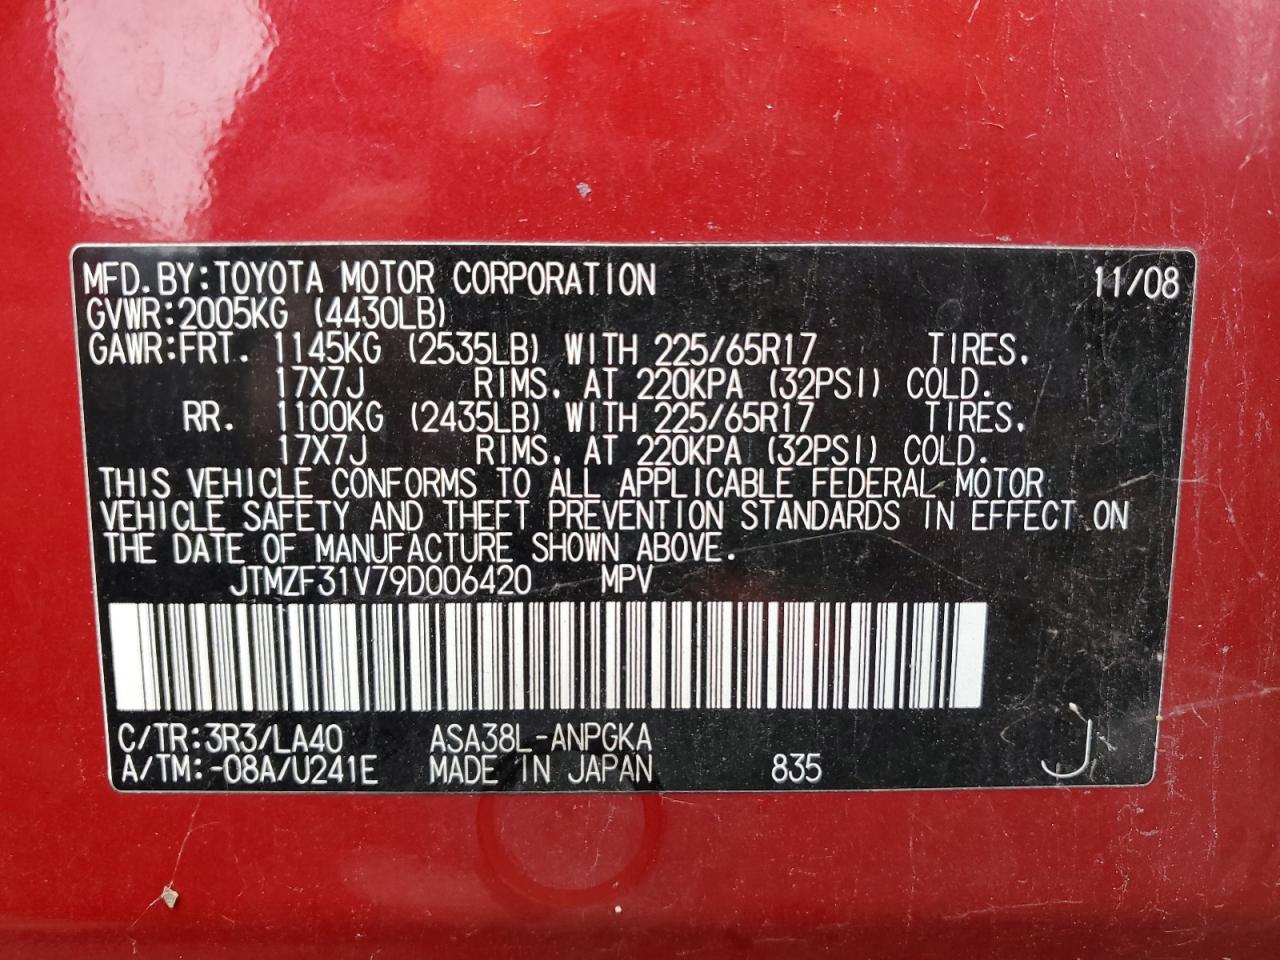 MFD. BY: TOYOTA MOTOR CORPORATION 11/08
GVWR: 2005KG (4430LB)
GAWR: FRT. 1145KG (2535LB) WITH 225/65R17 TIRES,
17X7J RIMS, AT 220KPA (32PSI) COLD.
RR. 1100KG (2435LB) WITH 225/65R17 TIRES,
17X7J RIMS, AT 220KPA (32PSI) COLD.
THIS VEHICLE CONFORMS TO ALL APPLICABLE FEDERAL MOTOR
VEHICLE SAFETY AND THEFT PREVENTION STANDARDS IN EFFECT ON
THE DATE OF MANUFACTURE SHOWN ABOVE.
JTMZF31V79D006420 MPV
C/TR: 3R3/LA40 ASA38L-ANPGKA
A/TM: -08A/U241E MADE IN JAPAN 835 J